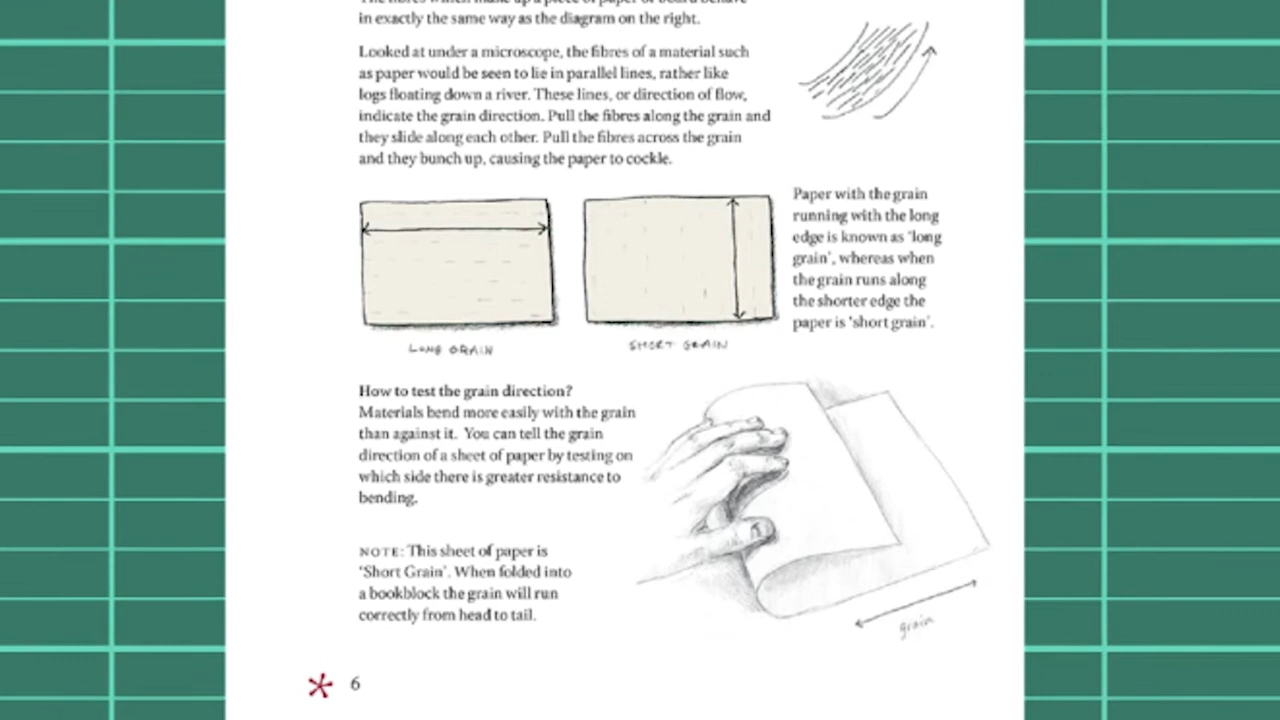 in exactly the same way as the diagram on the right.
Looked at under a microscope, the fibres of a material such
as paper would be seen to lie in parallel lines, rather like
logs floating down a river. These lines, or direction of flow,
indicate the grain direction. Pull the fibres along the grain and
they slide along each other. Pull the fibres across the grain
and they bunch up, causing the paper to cockle.
LONG GRAIN
SHORT GRAIN
Paper with the grain
running with the long
edge is known as 'long
grain', whereas when
the grain runs along
the shorter edge the
paper is 'short grain'.
How to test the grain direction?
Materials bend more easily with the grain
than against it. You can tell the grain
direction of a sheet of paper by testing on
which side there is greater resistance to
bending.
NOTE: This sheet of paper is
'Short Grain'. When folded into
a bookblock the grain will run
correctly from head to tail.
grain
6